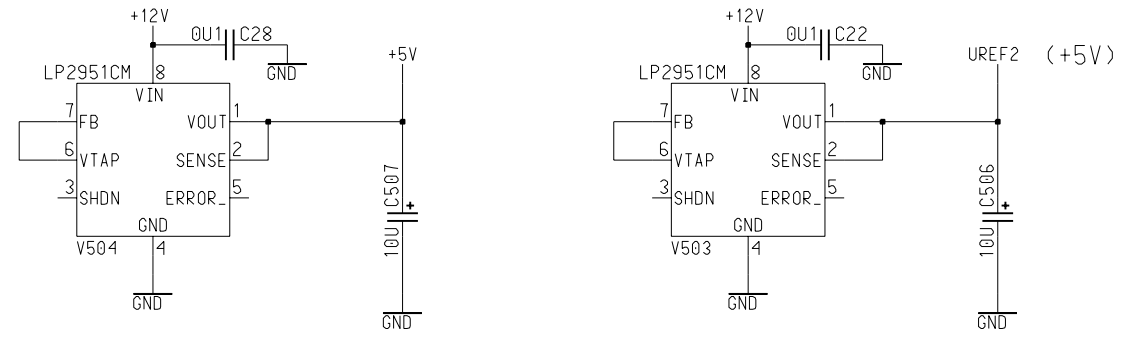 +12V
0U1 C28
+5V
GND
LP2951CM 8
VIN
7 FB VOUT 1
6 VTAP SENSE 2
3 SHDN ERROR_ 5
GND
V504 4
C507
+
10U
GND
GND
+12V
0U1 C22
UREF2 (+5V)
GND
LP2951CM 8
VIN
7 FB VOUT 1
6 VTAP SENSE 2
3 SHDN ERROR_ 5
GND
V503 4
C506
+
10U
GND
GND